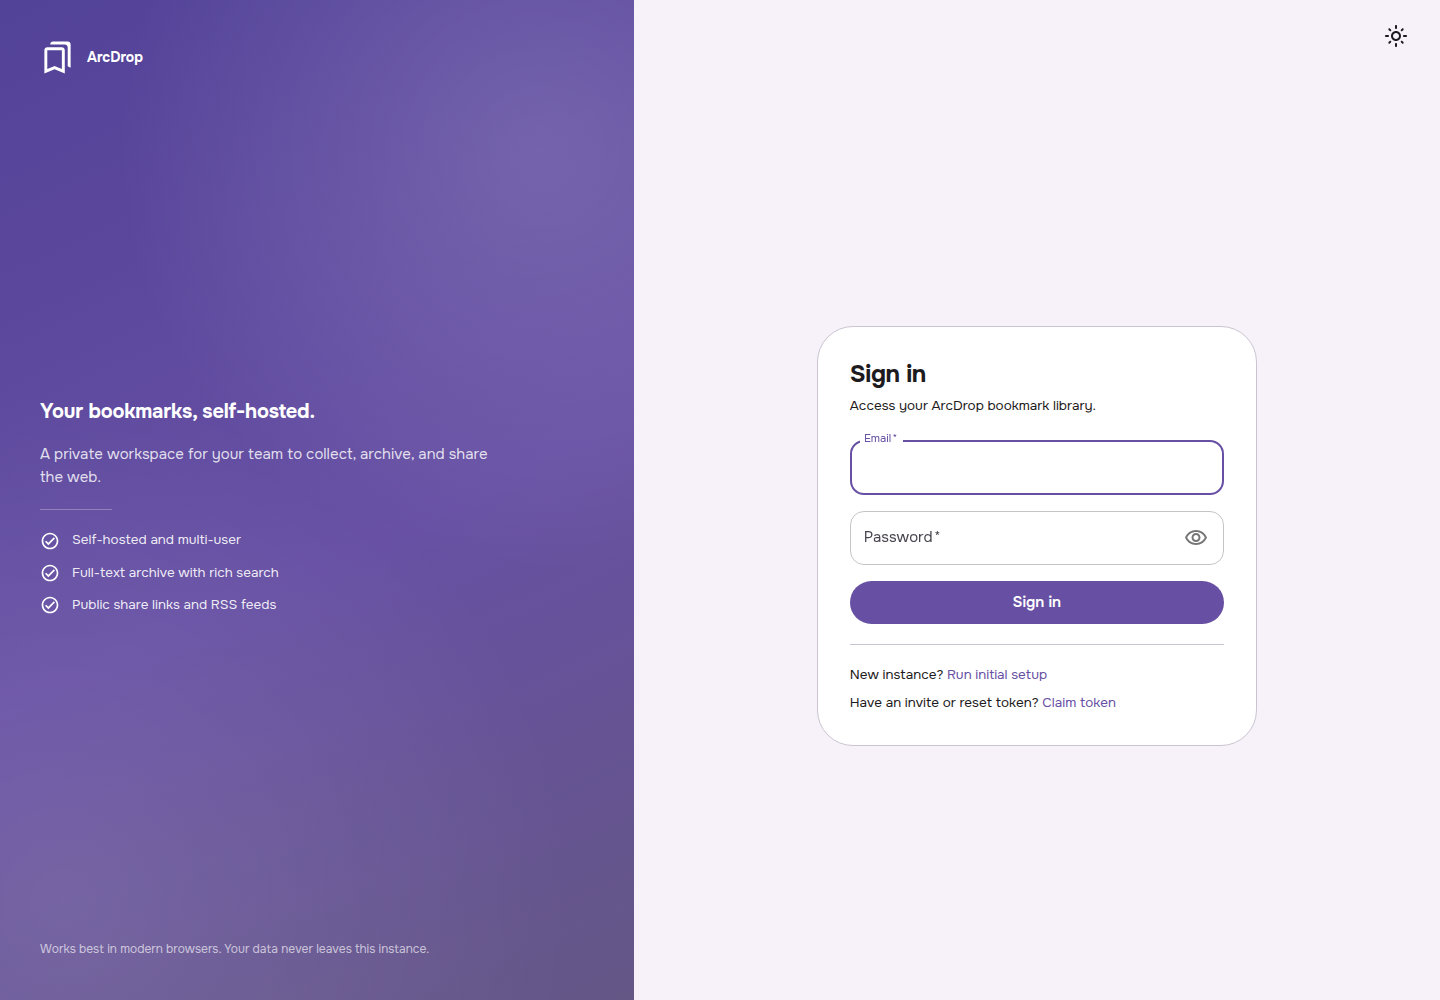 ArcDrop
Your bookmarks, self-hosted.
A private workspace for your team to collect, archive, and share
the web.
Self-hosted and multi-user
Full-text archive with rich search
Public share links and RSS feeds
Works best in modern browsers. Your data never leaves this instance.
Sign in
Access your ArcDrop bookmark library.
Email *
Password *
Sign in
New instance? Run initial setup
Have an invite or reset token? Claim token